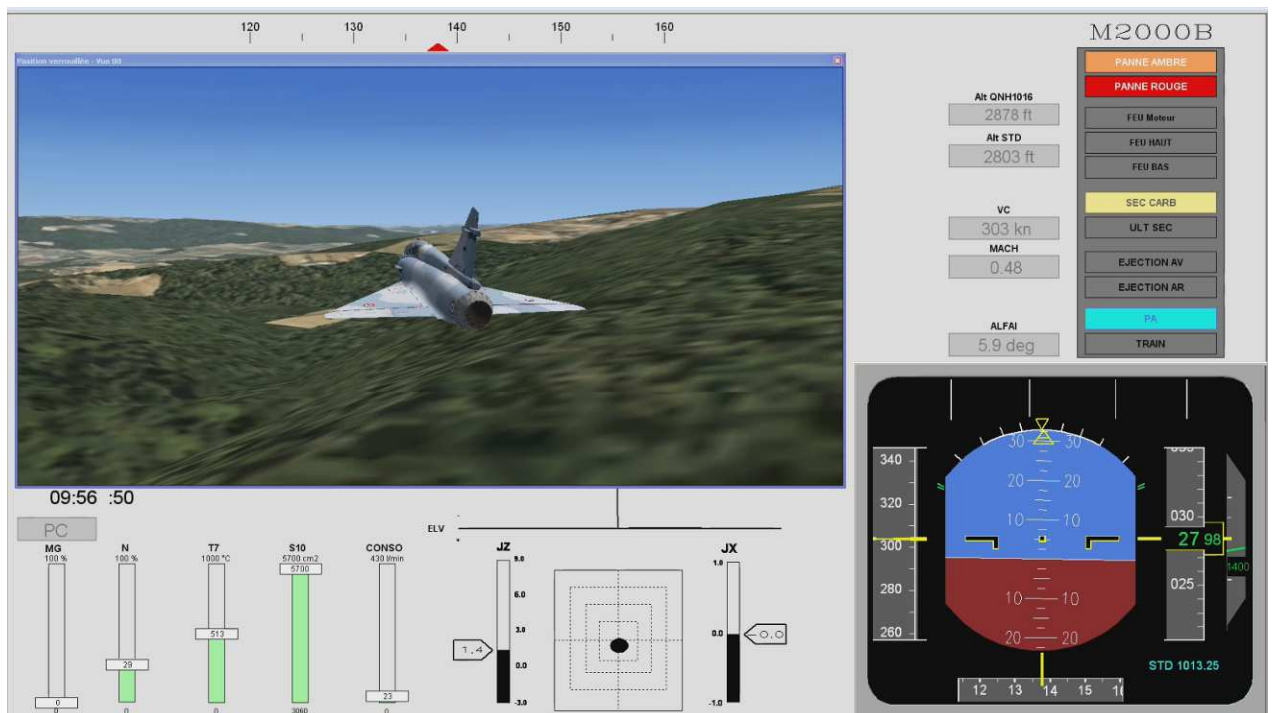 120 130 140 150 160
M2000B
Position verrouillée - Vue 00
PANNE AMBRE
PANNE ROUGE
Alt QNH1016
2878 ft
FEU Moteur
Alt STD
2803 ft
FEU HAUT
FEU BAS
VC
303 kn
SEC CARB
ULT SEC
MACH
0.48
EJECTION AV
EJECTION AR
ALFAI
5.9 deg
PA
TRAIN
09:56 :50
PC
MG N T7 S10 CONSO
100 % 100 % 1000 °C 5700 cm2 430 l/min
5700
513
29
0
23
0 0 0 3060 0
ELV
JZ
9.0
6.0
3.0
0.0
-3.0
1.4
JX
1.0
0.0
-1.0
-0.0
340
320
300
280
260
30 30
20 20
10 10
10 10
20 20
030
27 98
025
1400
STD 1013.25
12 13 14 15